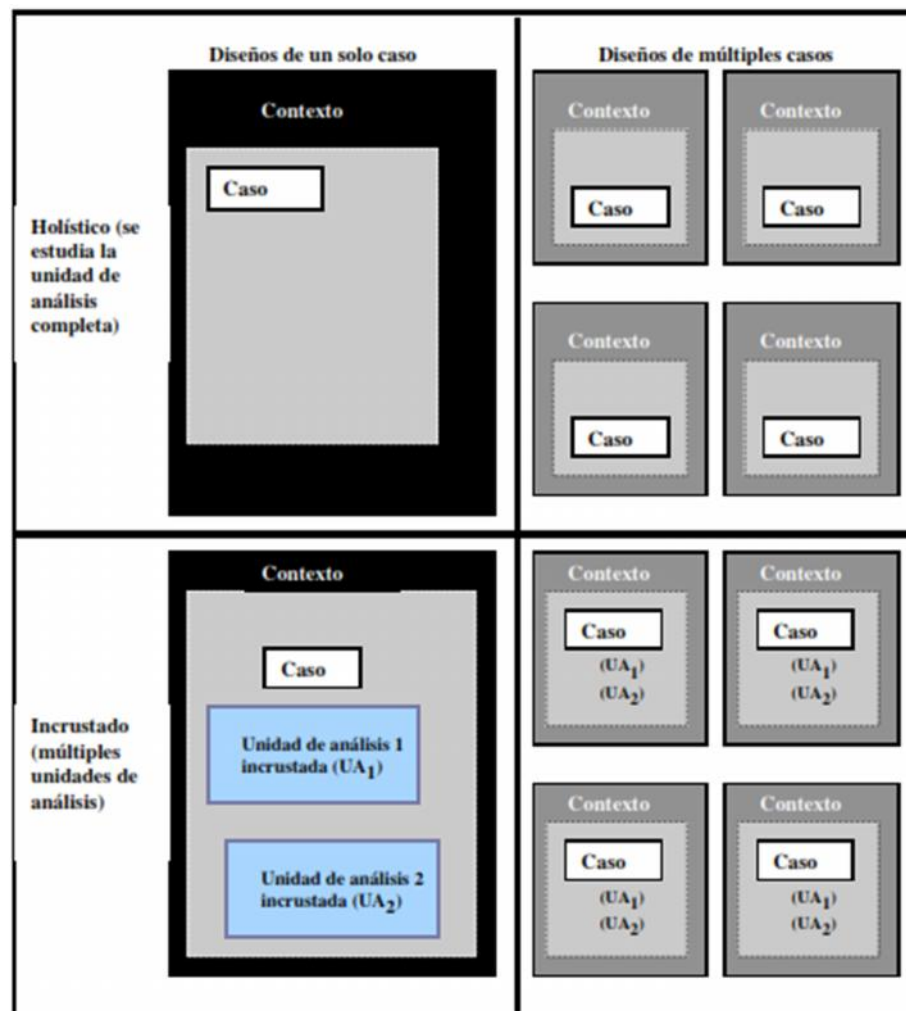 Diseños de un solo caso
Diseños de múltiples casos
Holístico (se
estudia la
unidad de
análisis
completa)
Contexto
Caso
Contexto
Contexto
Caso
Caso
Contexto
Contexto
Caso
Caso
Incrustado
(múltiples
unidades de
análisis)
Contexto
Caso
Unidad de análisis 1
incrustada (UA₁)
Unidad de análisis 2
incrustada (UA₂)
Contexto
Contexto
Caso
Caso
(UA₁)
(UA₁)
(UA₂)
(UA₂)
Contexto
Contexto
Caso
Caso
(UA₁)
(UA₁)
(UA₂)
(UA₂)